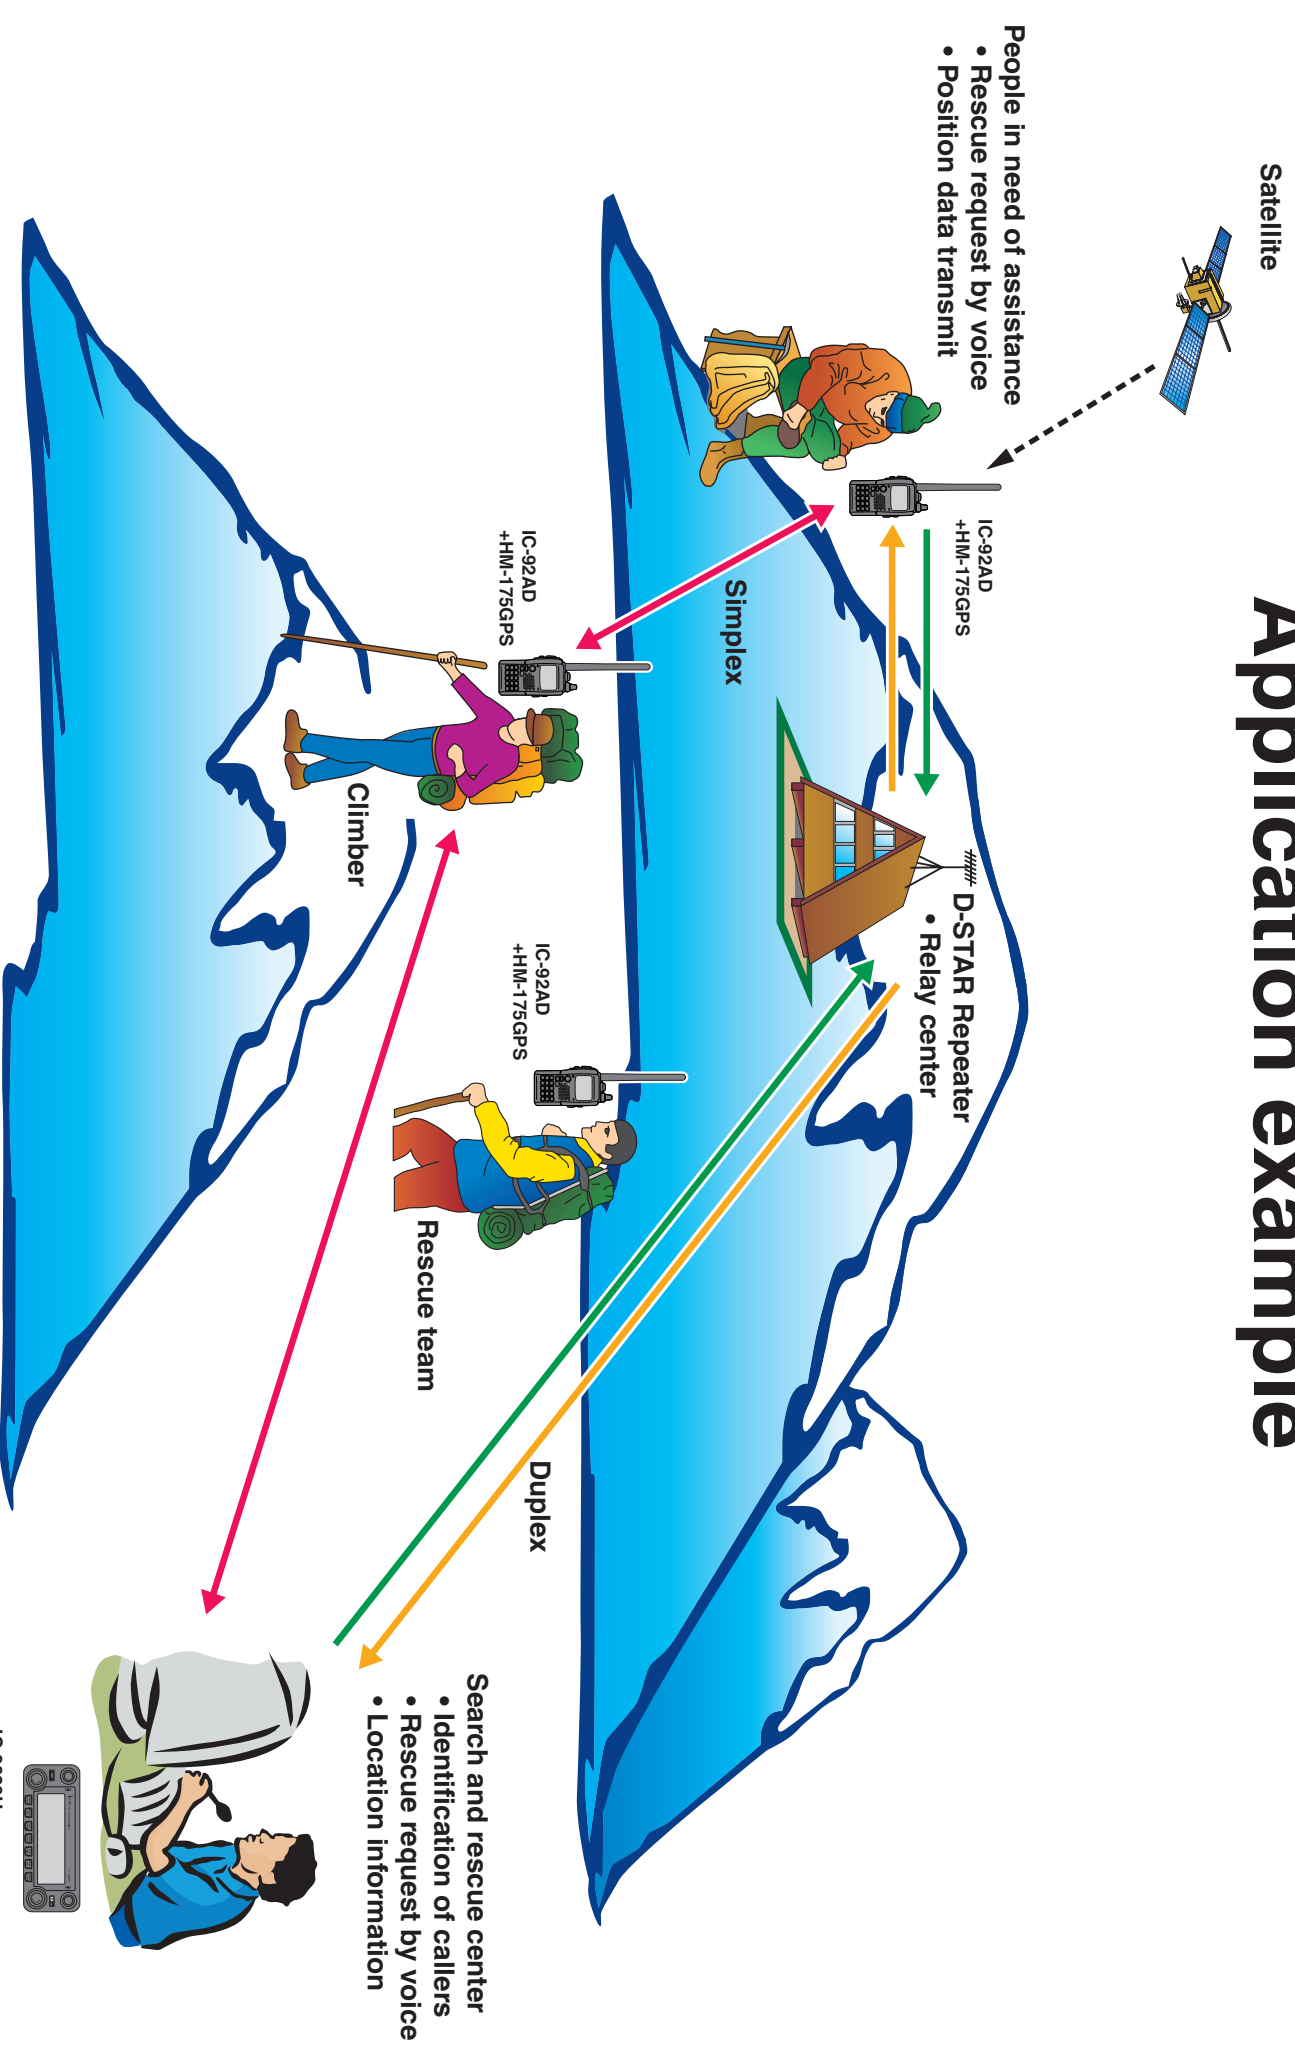 Application example
Satellite
People in need of assistance
• Rescue request by voice
• Position data transmit
IC-92AD
+HM-175GPS
D-STAR Repeater
• Relay center
Simplex
IC-92AD
+HM-175GPS
Climber
IC-92AD
+HM-175GPS
Rescue team
Duplex
Search and rescue center
• Identification of callers
• Rescue request by voice
• Location information